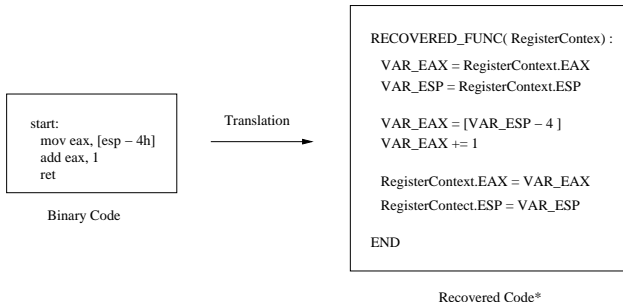 start:
mov eax, [esp – 4h]
add eax, 1
ret
Binary Code
Translation
RECOVERED_FUNC( RegisterContex) :
VAR_EAX = RegisterContext.EAX
VAR_ESP = RegisterContext.ESP
VAR_EAX = [VAR_ESP – 4 ]
VAR_EAX += 1
RegisterContext.EAX = VAR_EAX
RegisterContect.ESP = VAR_ESP
END
Recovered Code*